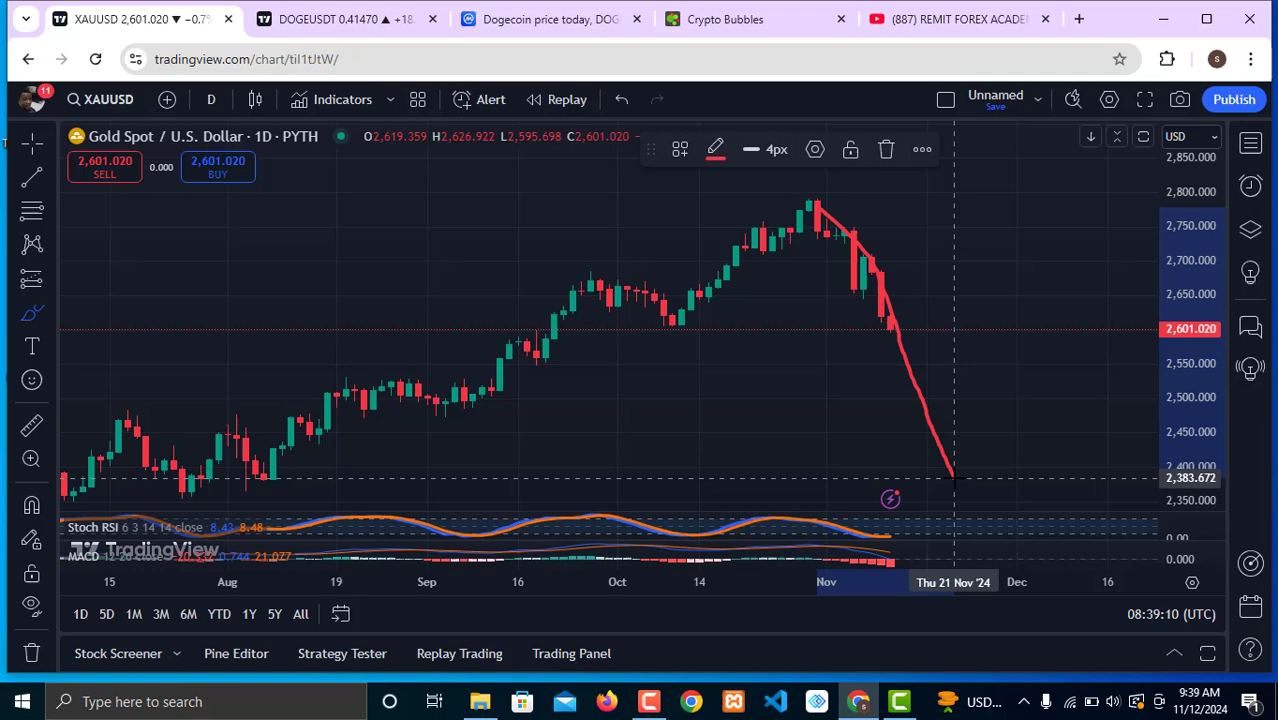 XAUUSD 2,601.020 ▼ −0.7%
DOGEUSDT 0.41470 ▲ +18.
Dogecoin price today, DOG
Crypto Bubbles
(887) REMIT FOREX ACADE
tradingview.com/chart/til1tJtW/
S
11
XAUUSD
D
Indicators
Alert
Replay
Unnamed
Save
Publish
Gold Spot / U.S. Dollar · 1D · PYTH
O2,619.359 H2,626.922 L2,595.698 C2,601.020
USD
4px
2,601.020
SELL
0.000
2,601.020
BUY
2,850.000
2,800.000
2,750.000
2,700.000
2,650.000
2,601.020
2,550.000
2,500.000
2,450.000
2,400.000
2,383.672
2,350.000
Stoch RSI 6 3 14 14 close 8.43 8.48
0.00
TradingView
MACD
0.744 21.077
0.000
15
Aug
19
Sep
16
Oct
14
Nov
Thu 21 Nov '24
Dec
16
1D 5D 1M 3M 6M YTD 1Y 5Y All
08:39:10 (UTC)
Stock Screener
Pine Editor
Strategy Tester
Replay Trading
Trading Panel
Type here to search
USD...
9:39 AM
11/12/2024
1